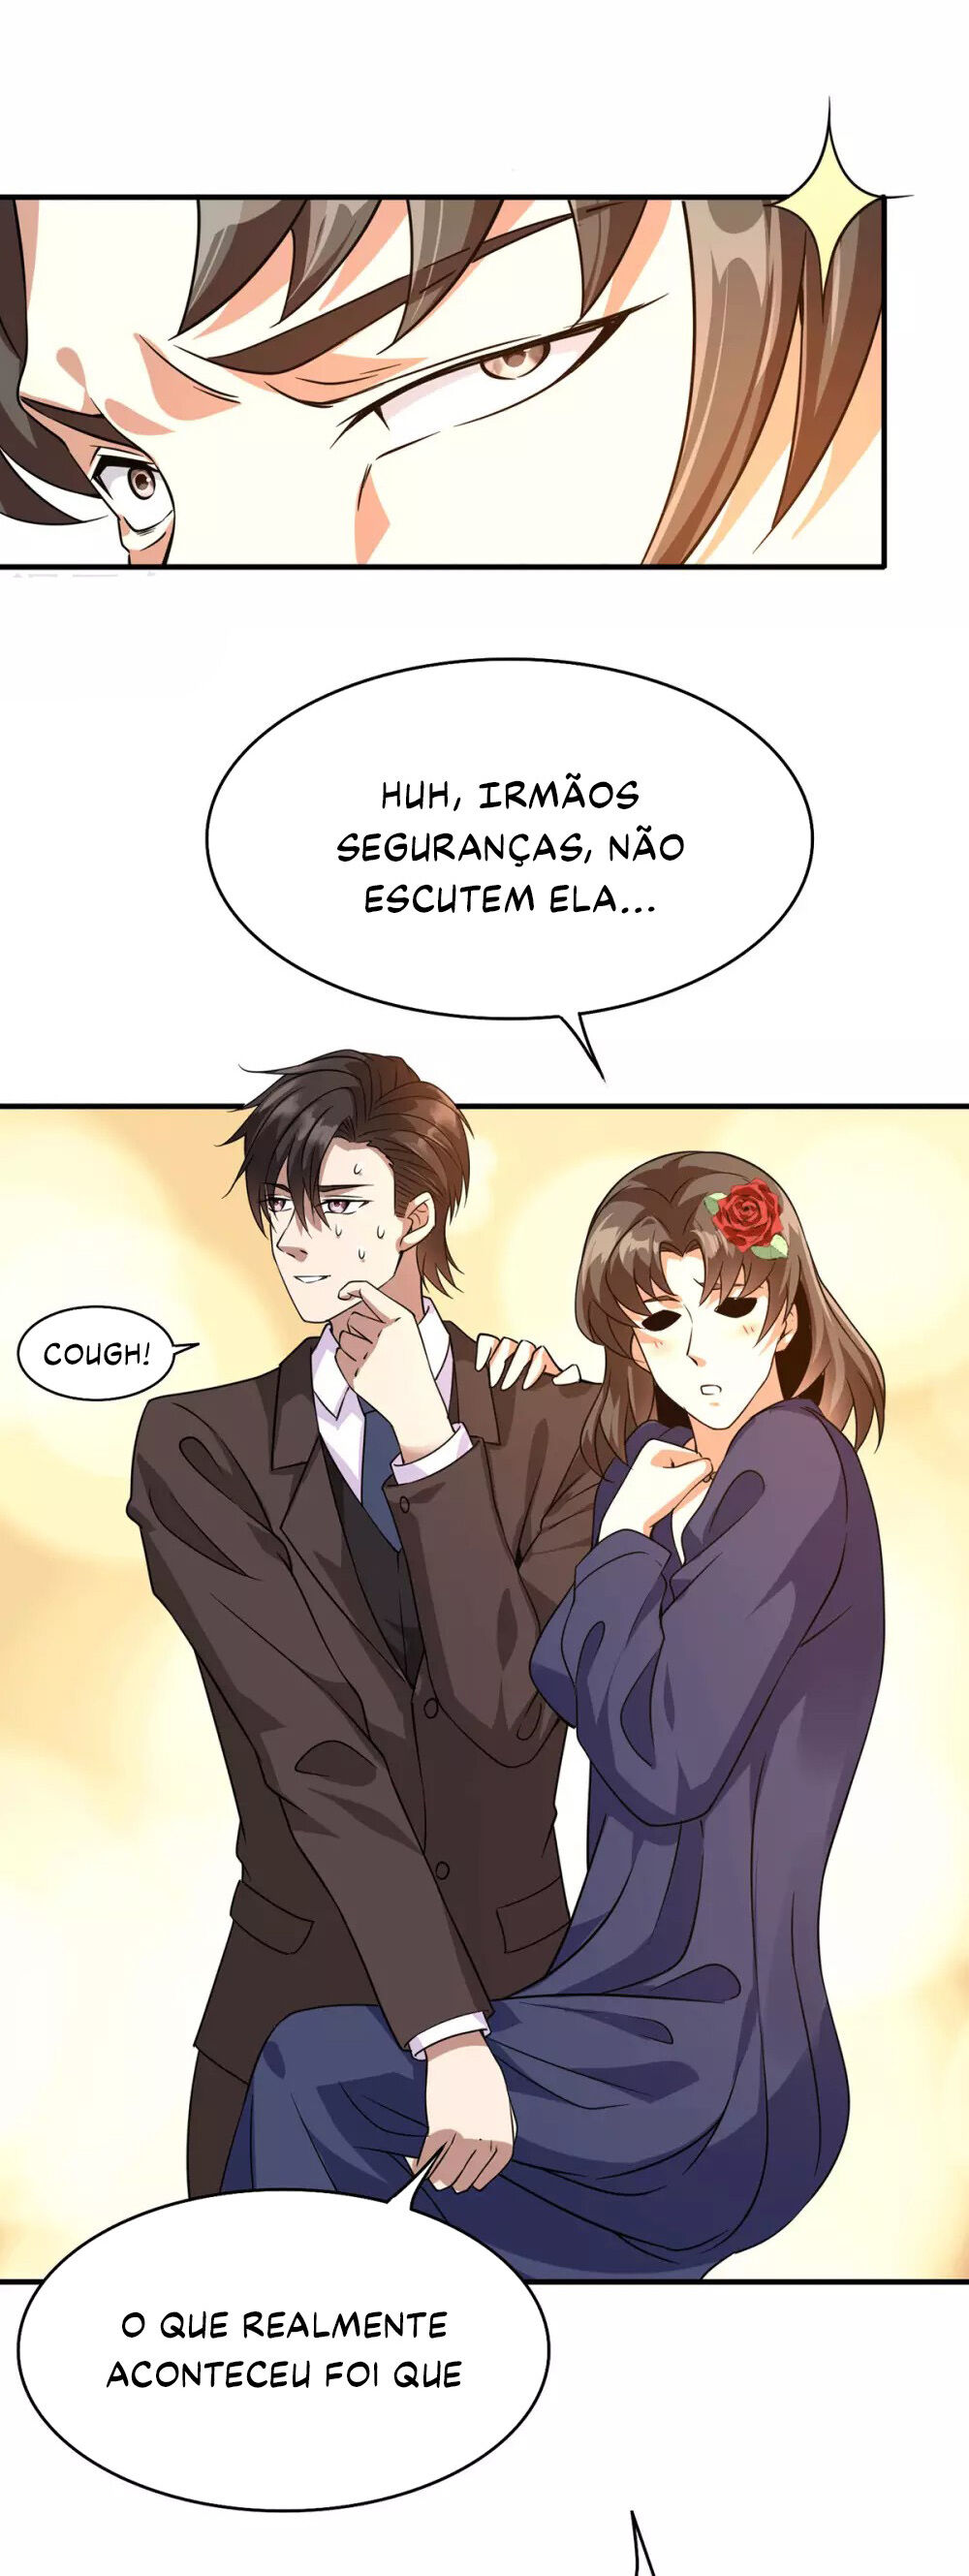 HUH, IRMÃOS
SEGURANÇAS, NÃO
ESCUTEM ELA...
COUGH!
O QUE REALMENTE
ACONTECEU FOI QUE